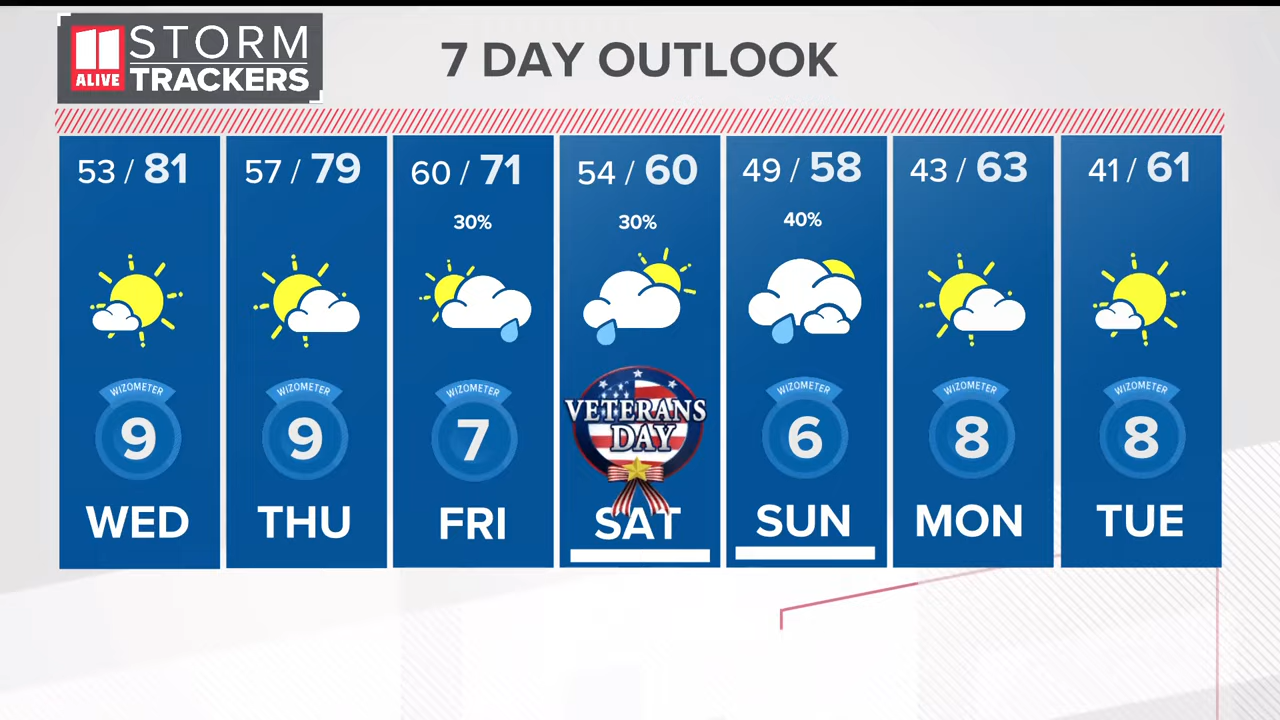 11 ALIVE
STORM
TRACKERS
7 DAY OUTLOOK
53 / 81
57 / 79
60 / 71
54 / 60
49 / 58
43 / 63
41 / 61
30%
30%
40%
WIZOMETER
9
WIZOMETER
9
WIZOMETER
7
VETERANS
DAY
WIZOMETER
6
WIZOMETER
8
WIZOMETER
8
WED
THU
FRI
SAT
SUN
MON
TUE